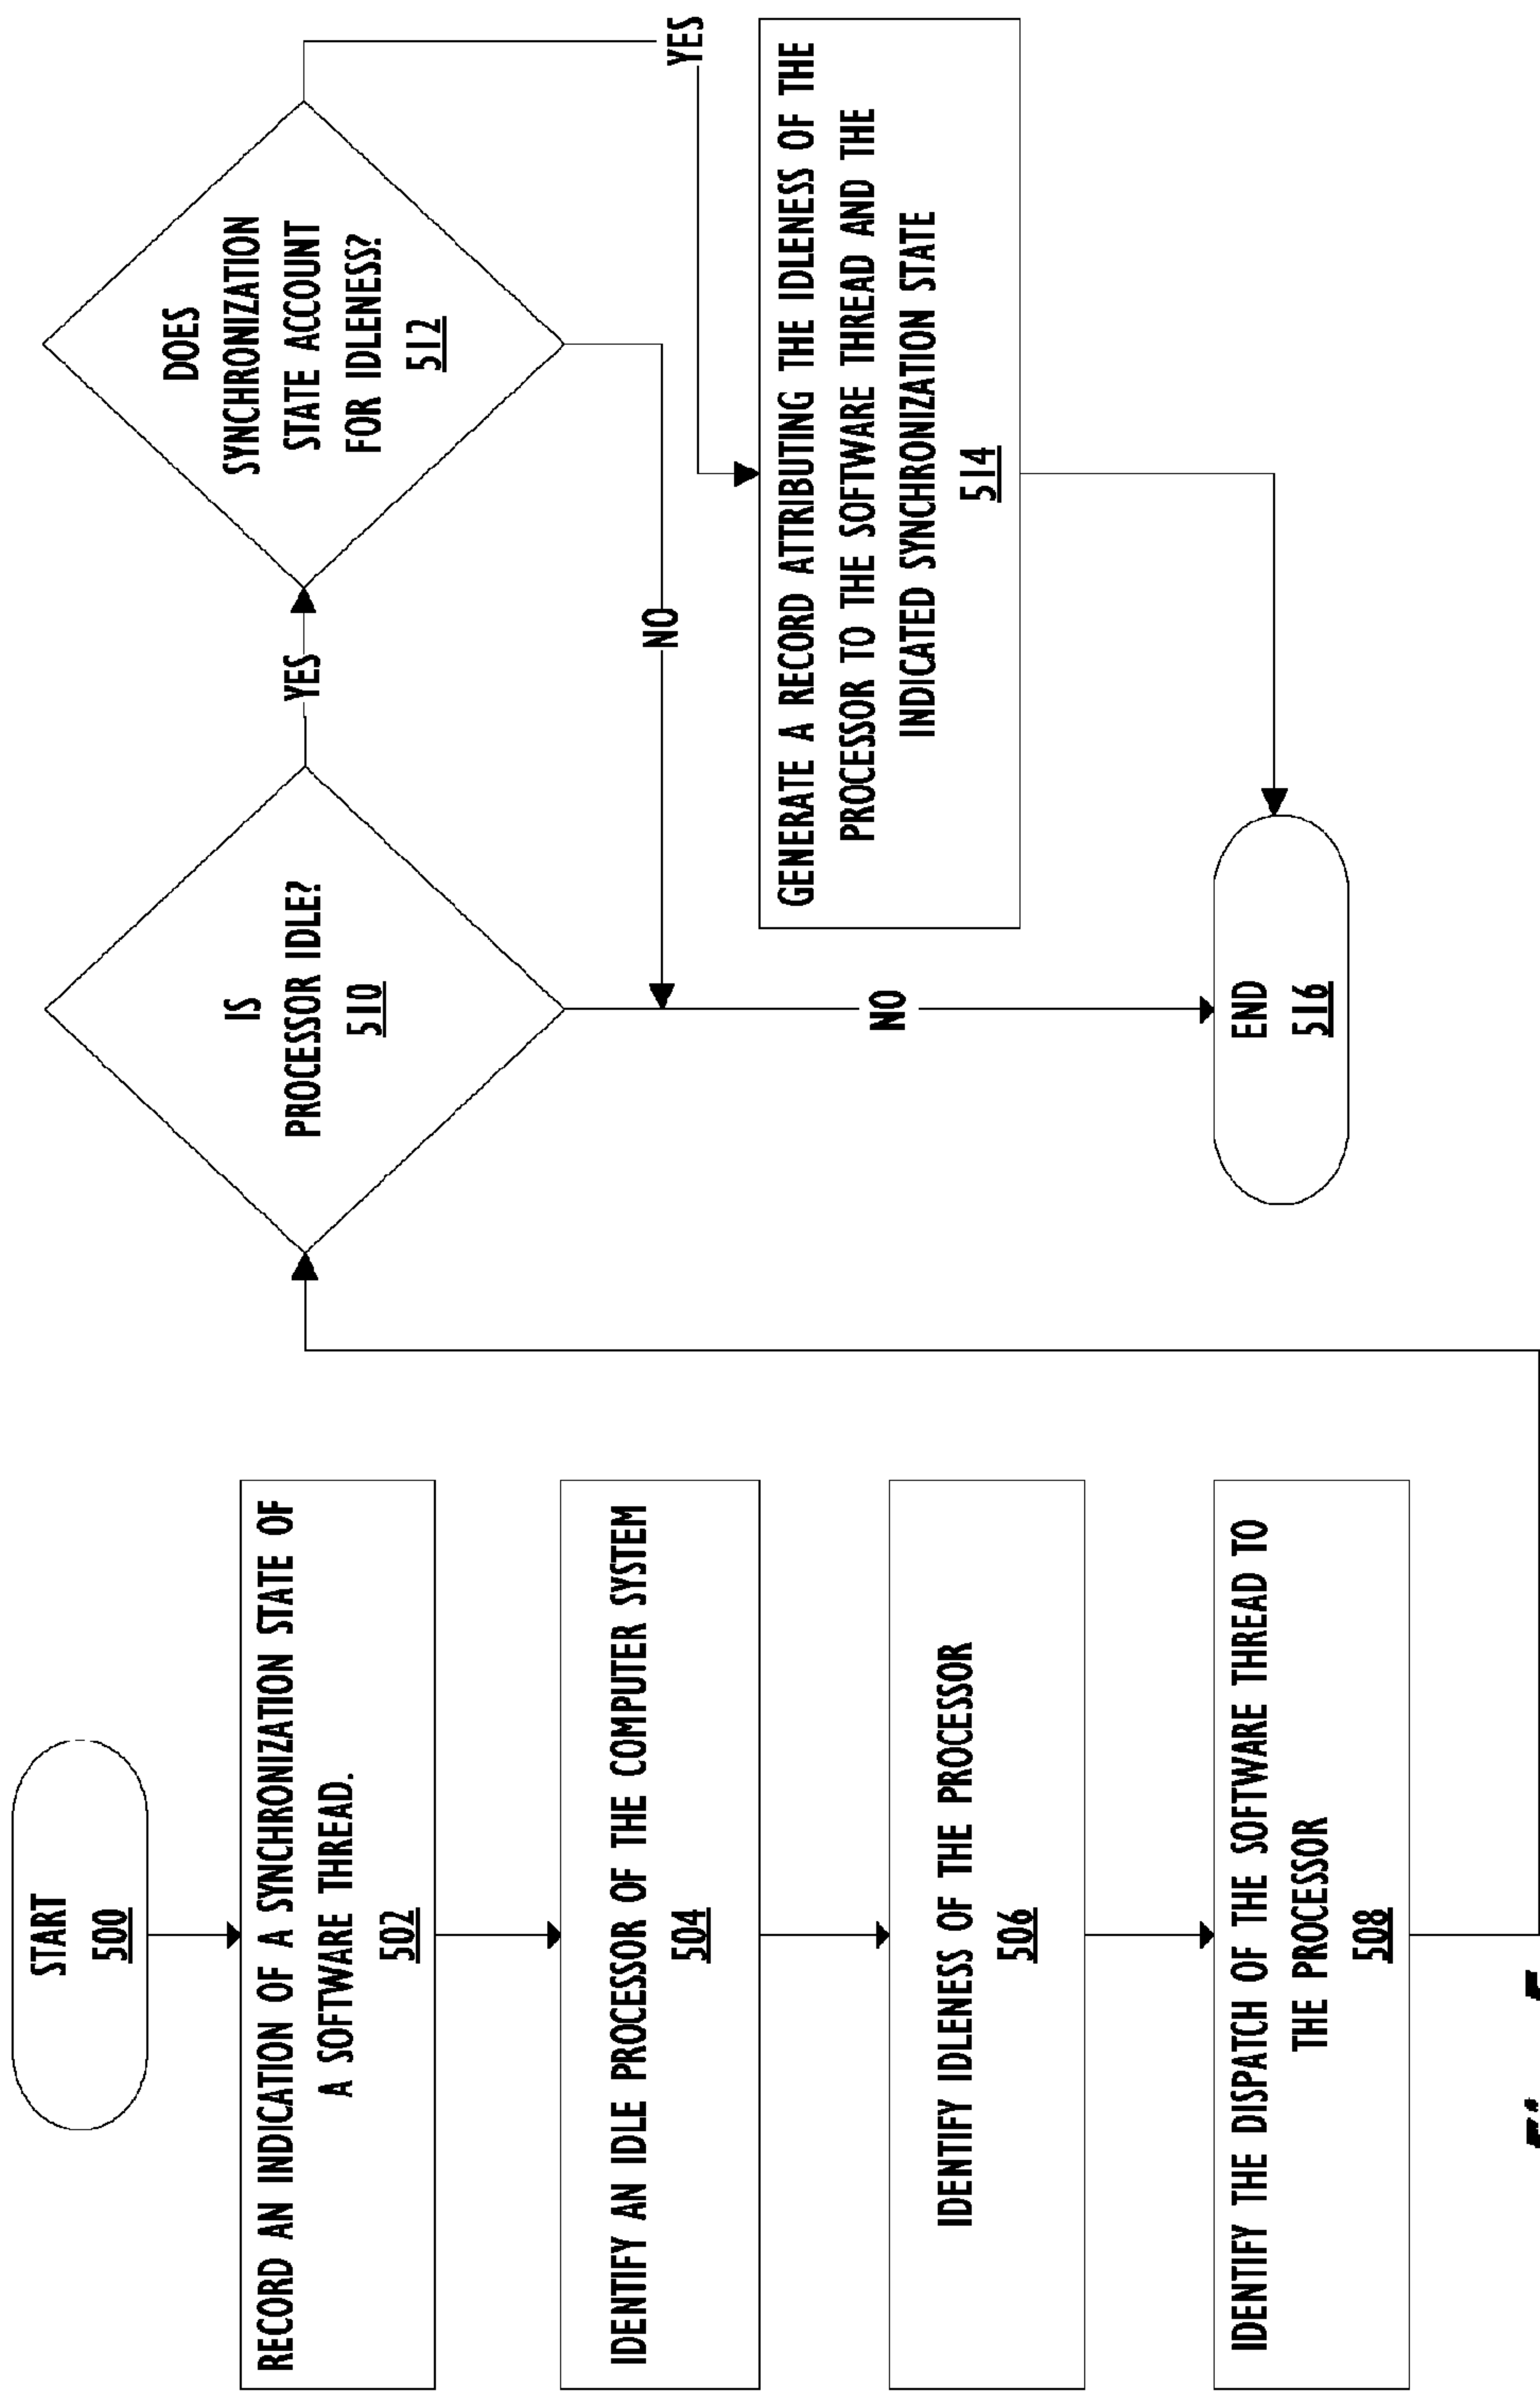 START
500
RECORD AN INDICATION OF A SYNCHRONIZATION STATE OF
A SOFTWARE THREAD.
502
IDENTIFY AN IDLE PROCESSOR OF THE COMPUTER SYSTEM
504
IDENTIFY IDLENESS OF THE PROCESSOR
506
IDENTIFY THE DISPATCH OF THE SOFTWARE THREAD TO
THE PROCESSOR
508
IS
PROCESSOR IDLE?
510
YES
DOES
SYNCHRONIZATION
STATE ACCOUNT
FOR IDLENESS?
512
NO
YES
GENERATE A RECORD ATTRIBUTING THE IDLENESS OF THE
PROCESSOR TO THE SOFTWARE THREAD AND THE
INDICATED SYNCHRONIZATION STATE
514
NO
END
516